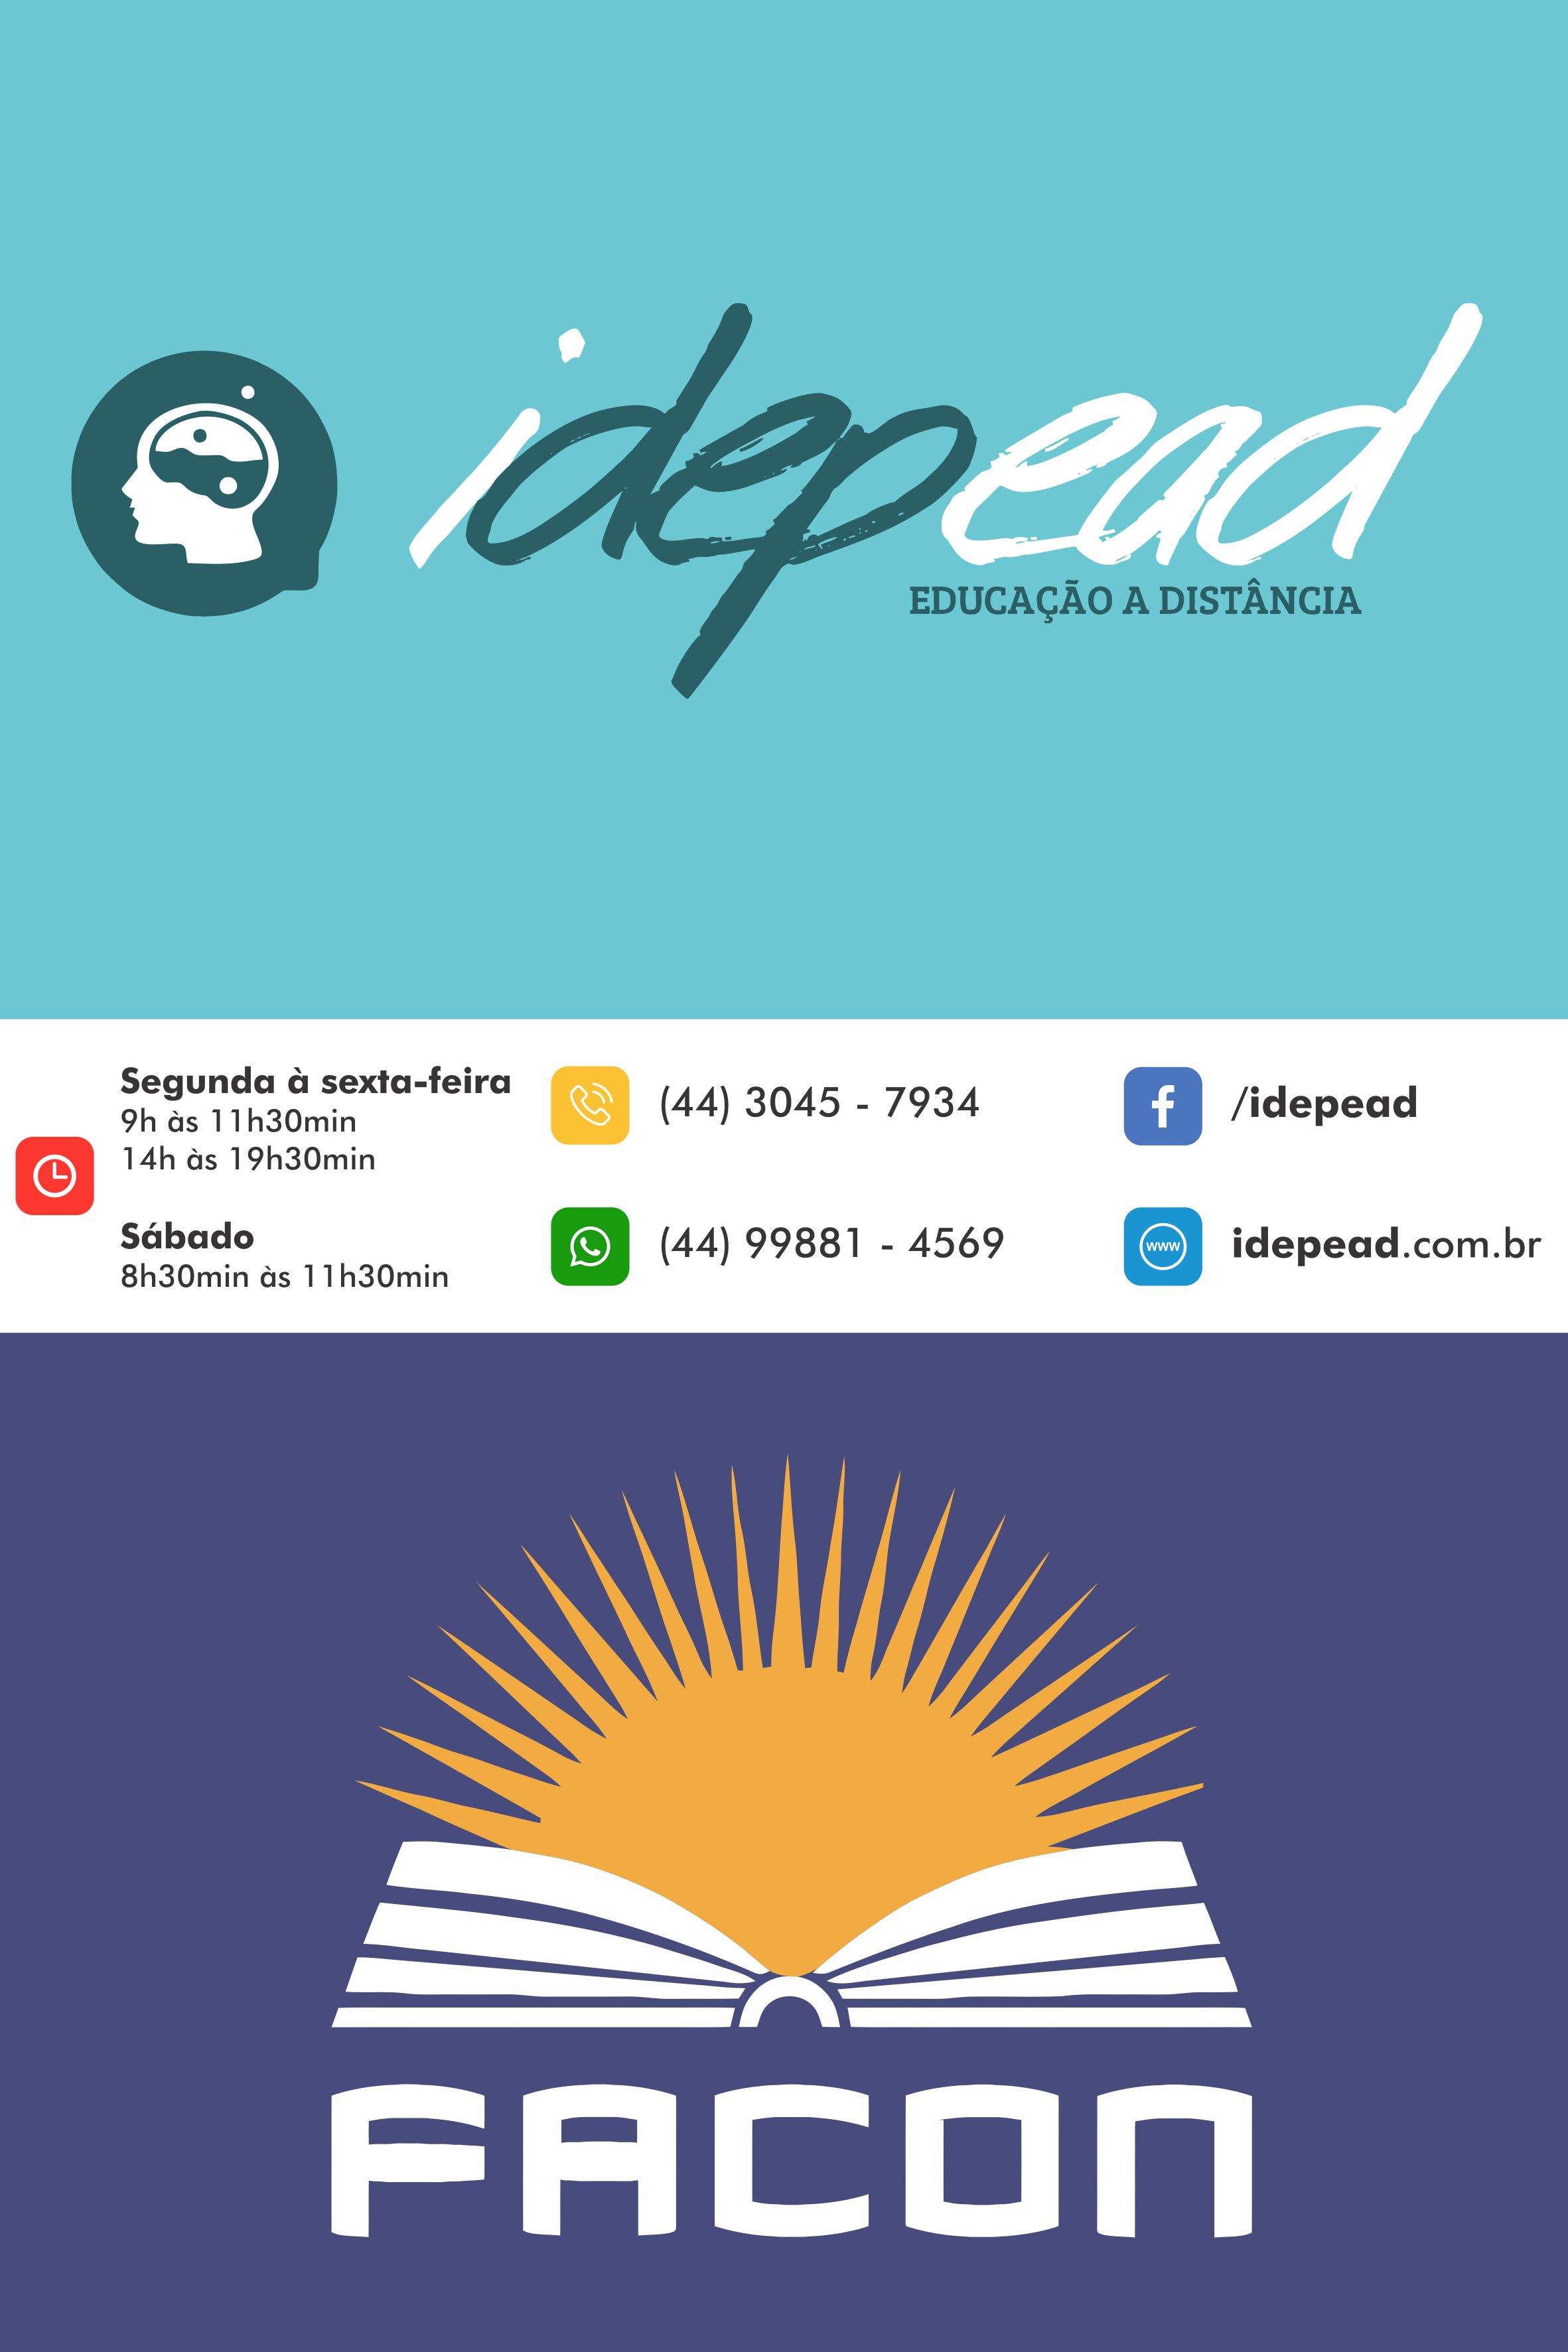 idepead
EDUCAÇÃO A DISTÂNCIA
Segunda à sexta-feira
9h às 11h30min
14h às 19h30min
Sábado
8h30min às 11h30min
(44) 3045 - 7934
(44) 99881 - 4569
/idepead
www
idepead.com.br
FACON